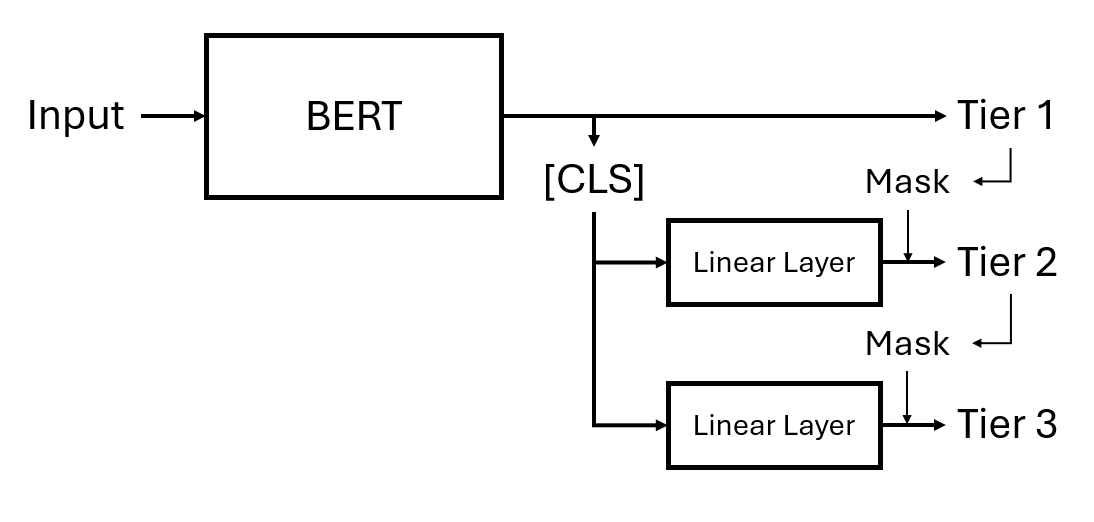 Input
BERT
Tier 1
[CLS]
Mask
Linear Layer
Tier 2
Mask
Linear Layer
Tier 3